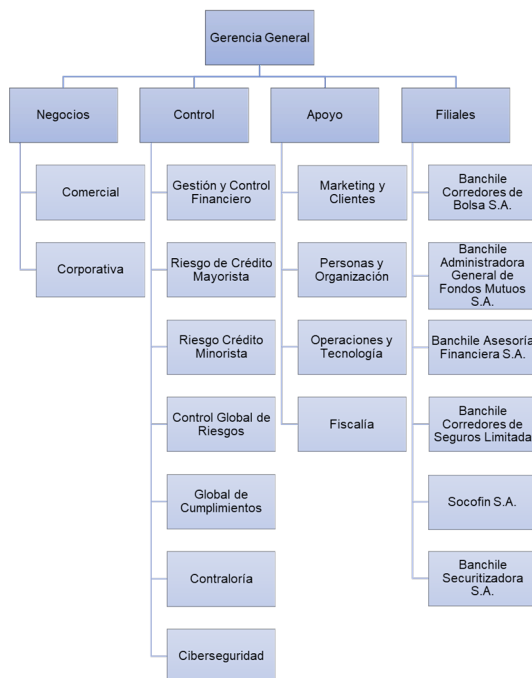 Gerencia General
Negocios
Control
Apoyo
Filiales
Comercial
Corporativa
Gestión y Control
Financiero
Riesgo de Crédito
Mayorista
Riesgo Crédito
Minorista
Control Global de
Riesgos
Global de
Cumplimientos
Contraloría
Ciberseguridad
Marketing y
Clientes
Personas y
Organización
Operaciones y
Tecnología
Fiscalía
Banchile
Corredores de
Bolsa S.A.
Banchile
Administradora
General de
Fondos Mutuos
S.A.
Banchile Asesoría
Financiera S.A.
Banchile
Corredores de
Seguros Limitada
Socofin S.A.
Banchile
Securitizadora
S.A.